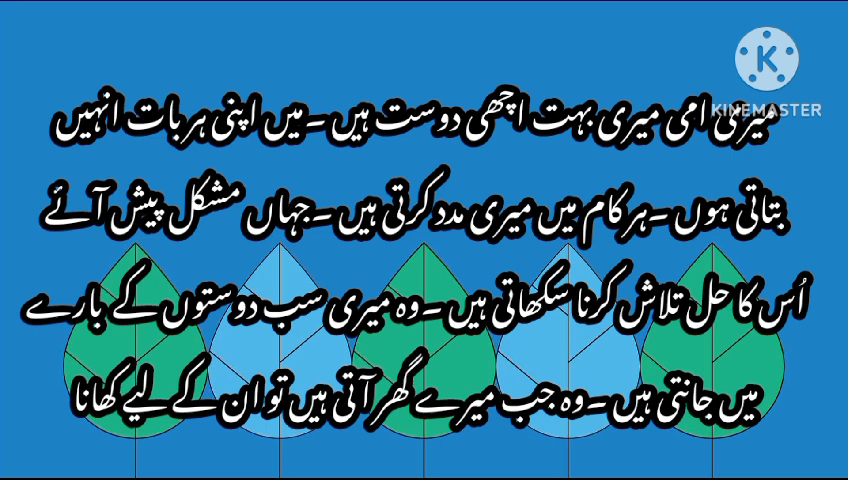 KINEMASTER
میری امی میری بہت اچھی دوست ہیں۔میں اپنی ہر بات انہیں
بتاتی ہوں۔ہر کام میں میری مدد کرتی ہیں۔جہاں مشکل پیش آئے
اُس کا حل تلاش کرنا سکھاتی ہیں۔وہ میری سب دوستوں کے بارے
میں جانتی ہیں۔وہ جب میرے گھر آتی ہیں تو ان کے لیے کھانا